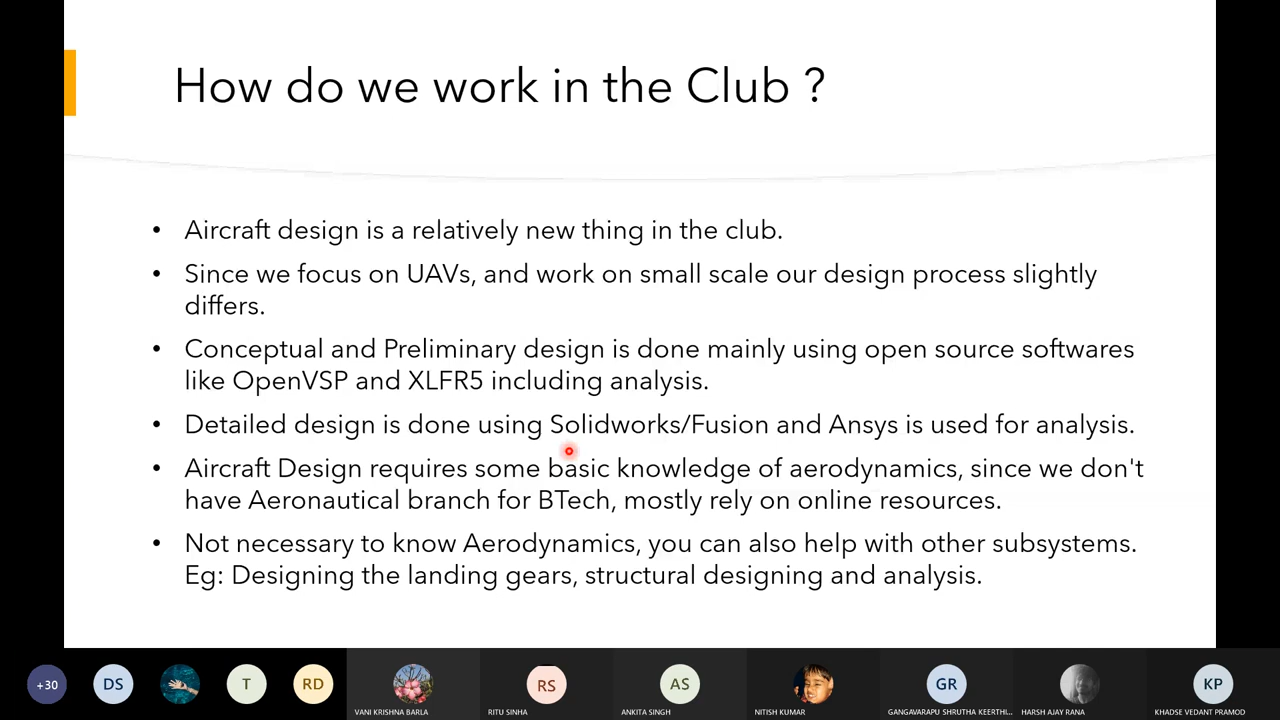 How do we work in the Club ?
• Aircraft design is a relatively new thing in the club.
• Since we focus on UAVs, and work on small scale our design process slightly
differs.
• Conceptual and Preliminary design is done mainly using open source softwares
like OpenVSP and XLFR5 including analysis.
• Detailed design is done using Solidworks/Fusion and Ansys is used for analysis.
• Aircraft Design requires some basic knowledge of aerodynamics, since we don't
have Aeronautical branch for BTech, mostly rely on online resources.
• Not necessary to know Aerodynamics, you can also help with other subsystems.
Eg: Designing the landing gears, structural designing and analysis.
+30 DS T RD RS AS GR KP
VANI KRISHNA BARLA RITU SINHA ANKITA SINGH NITISH KUMAR GANGAVARAPU SHRUTHA KEERTHI... HARSH AJAY RANA KHADSE VEDANT PRAMOD